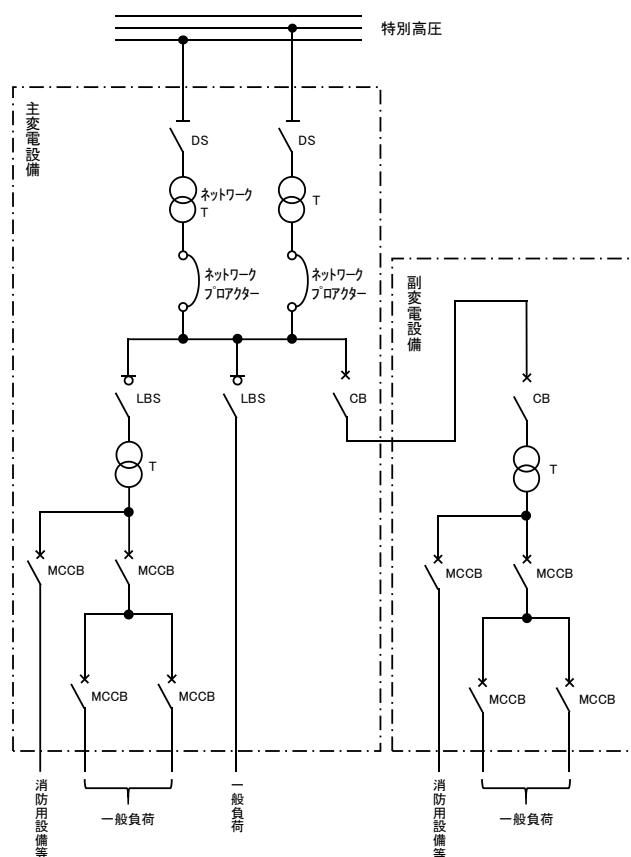 特別高圧
主変電設備
DS
DS
ネットワーク
T
T
ネットワーク
プロアクター
ネットワーク
プロアクター
副変電設備
LBS
LBS
CB
CB
T
T
MCCB
MCCB
MCCB
MCCB
MCCB
MCCB
MCCB
MCCB
消防用設備等
一般負荷
一般負荷
消防用設備等
一般負荷